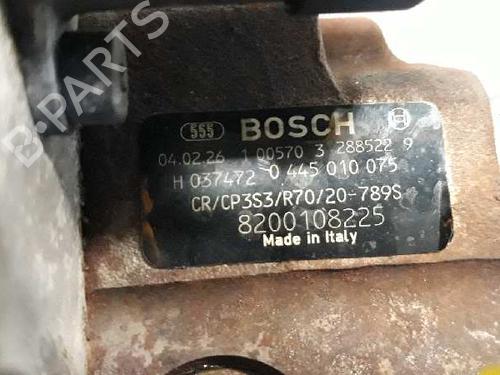 B-PARTS
555 BOSCH
04.02.26 1 00570 3 288522 9
H 037472 0 445 010 075
CR/CP3S3/R70/20-789S
8200108225
Made in Italy